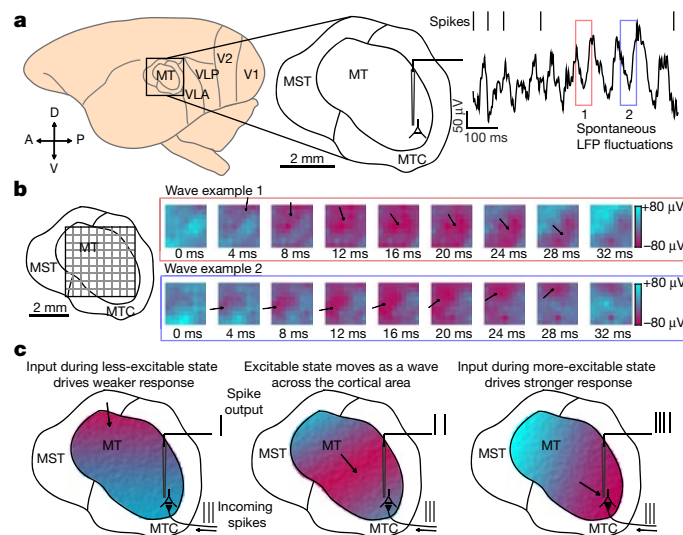 a
MT
V2
VLP
V1
VLA
D
A P
V
MST
MT
MTC
2 mm
Spikes
50 µV
100 ms
1
2
Spontaneous
LFP fluctuations
b
MT
MST
MTC
2 mm
Wave example 1
+80 µV
−80 µV
0 ms 4 ms 8 ms 12 ms 16 ms 20 ms 24 ms 28 ms 32 ms
Wave example 2
+80 µV
−80 µV
0 ms 4 ms 8 ms 12 ms 16 ms 20 ms 24 ms 28 ms 32 ms
c
Input during less-excitable state
drives weaker response
Excitable state moves as a wave
across the cortical area
Input during more-excitable state
drives stronger response
MT
MST
MTC
Spike
output
Incoming
spikes
MT
MST
MTC
MT
MST
MTC